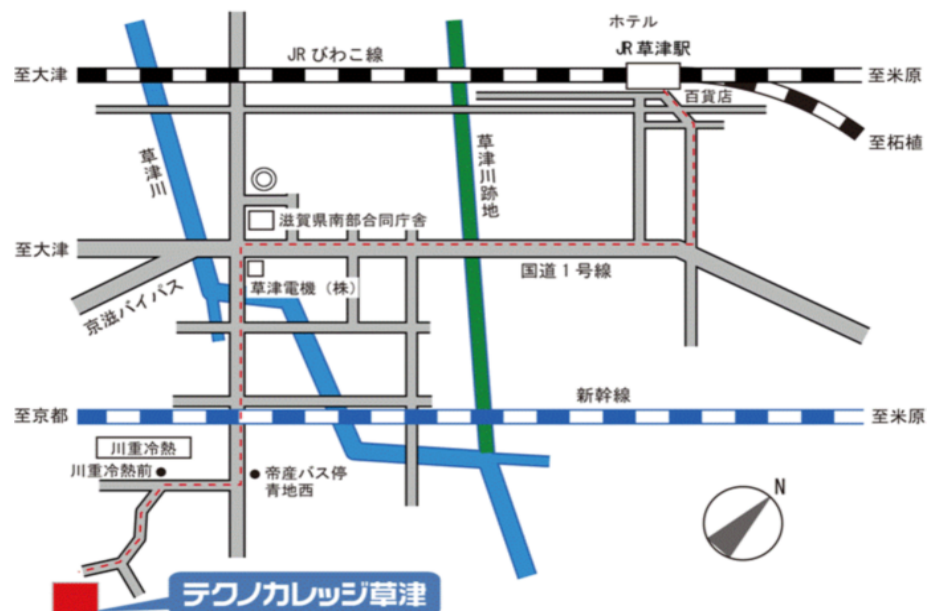 ホテル
JR草津駅
JRびわこ線
至大津
至米原
百貨店
至柘植
草津川
草津川跡地
滋賀県南部合同庁舎
至大津
国道1号線
草津電機（株）
京滋バイパス
新幹線
至京都
至米原
川重冷熱
川重冷熱前
帝産バス停
青地西
N
テクノカレッジ草津